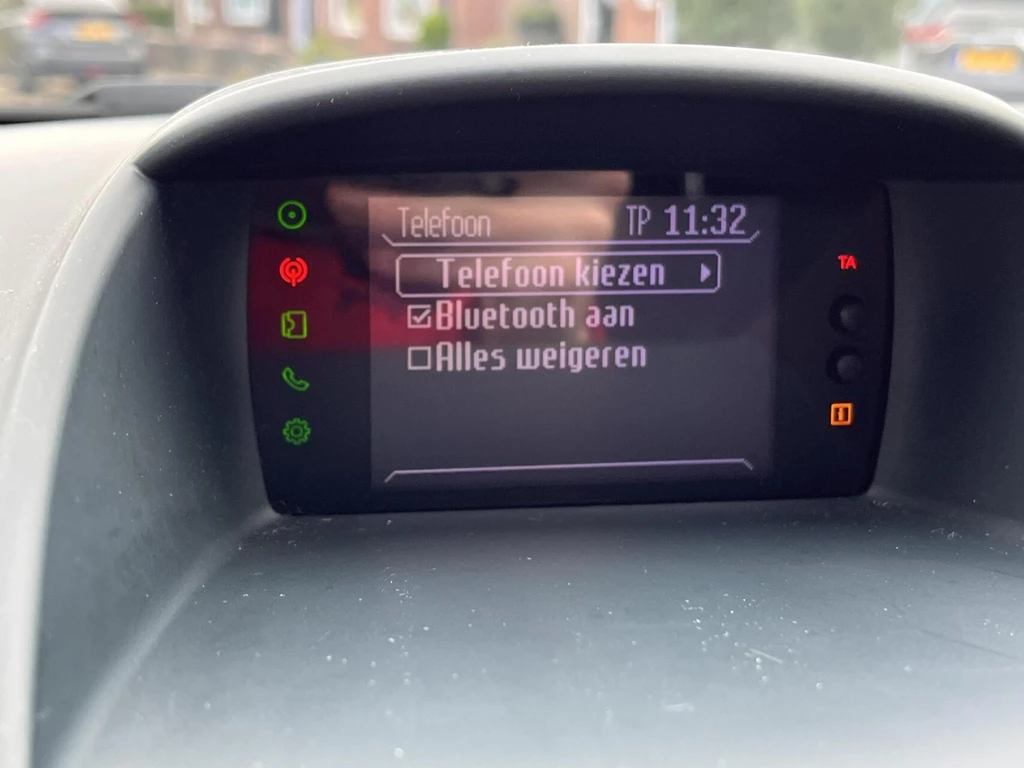 Telefoon TP 11:32
TA
Telefoon kiezen
Bluetooth aan
Alles weigeren